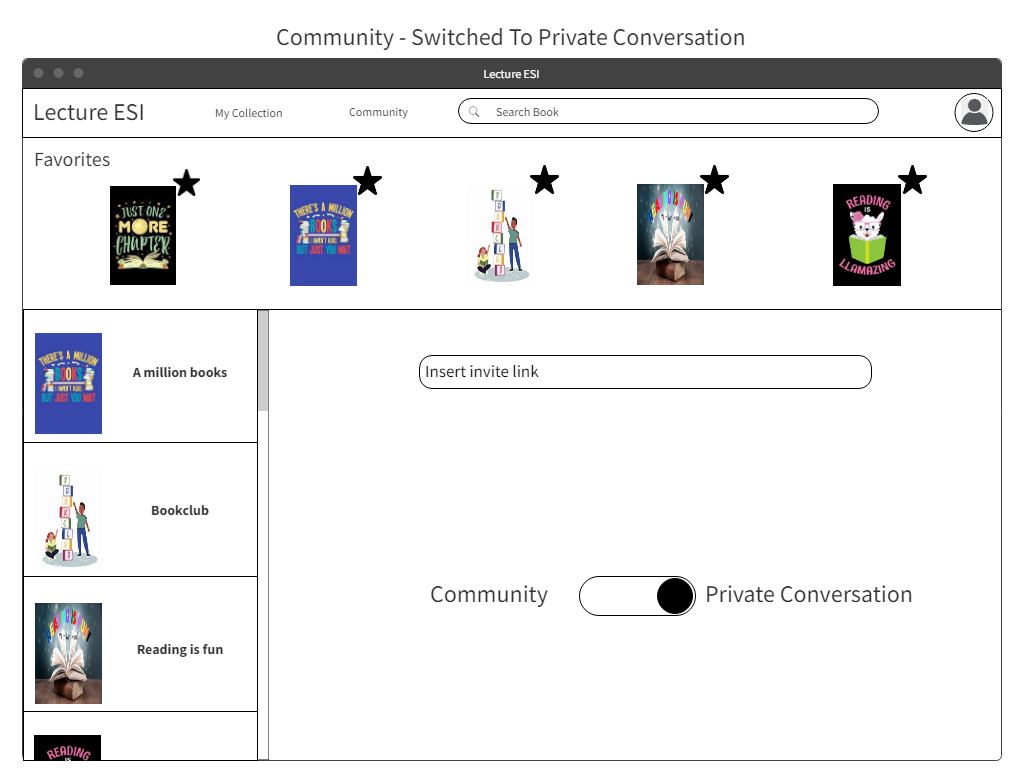 Community - Switched To Private Conversation
Lecture ESI
Lecture ESI
My Collection
Community
Search Book
Favorites
JUST ONE
MORE
CHAPTER
THERE'S A MILLION
BOOKS
I HAVEN'T READ,
BUT JUST YOU WAIT
READING
IS
LLAMAZING
THERE'S A MILLION
BOOKS
I HAVEN'T READ,
BUT JUST YOU WAIT
A million books
Insert invite link
Bookclub
Community
Private Conversation
Reading is fun
READING
IS